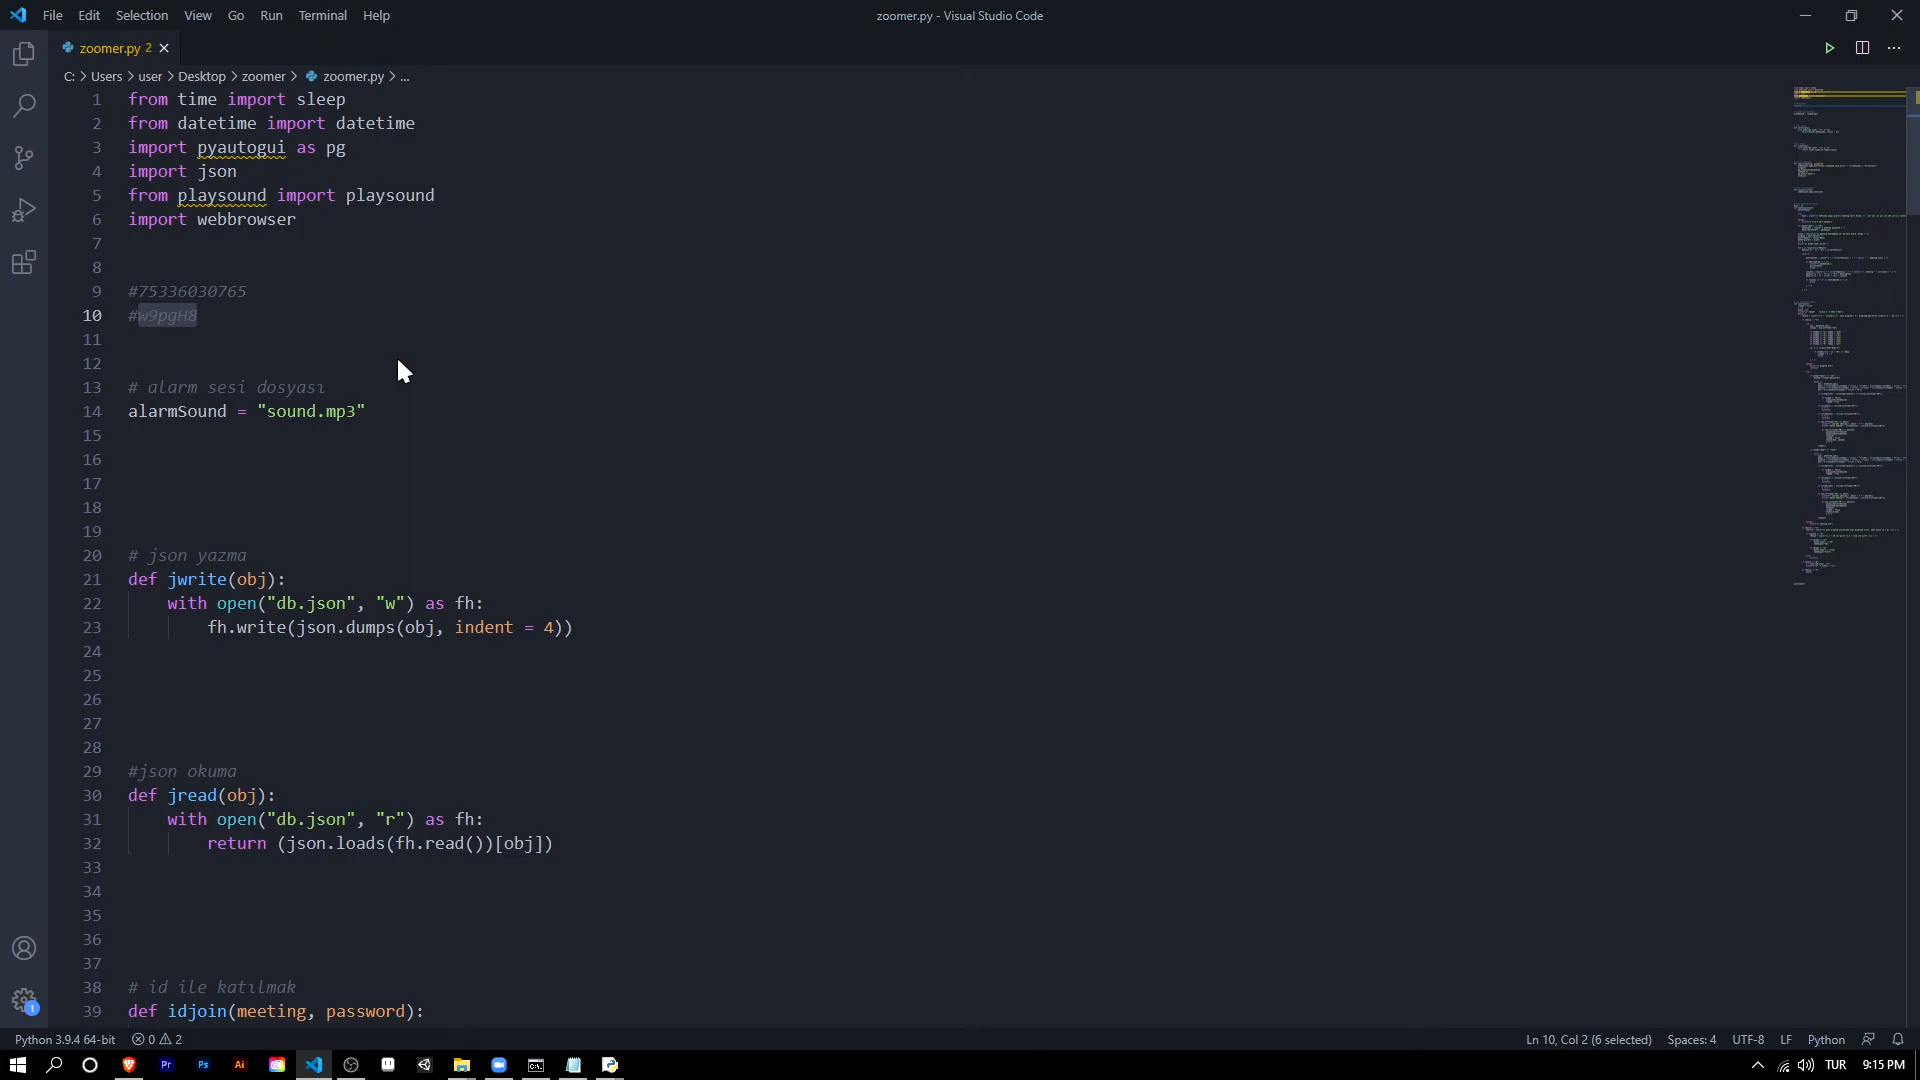 File Edit Selection View Go Run Terminal Help
zoomer.py - Visual Studio Code
zoomer.py 2
C: > Users > user > Desktop > zoomer > zoomer.py > ...
1 from time import sleep
2 from datetime import datetime
3 import pyautogui as pg
4 import json
5 from playsound import playsound
6 import webbrowser
7
8
9 #75336030765
10 #w9pgH8
11
12
13 # alarm sesi dosyası
14 alarmSound = "sound.mp3"
15
16
17
18
19
20 # json yazma
21 def jwrite(obj):
22 with open("db.json", "w") as fh:
23 fh.write(json.dumps(obj, indent = 4))
24
25
26
27
28
29 #json okuma
30 def jread(obj):
31 with open("db.json", "r") as fh:
32 return (json.loads(fh.read())[obj])
33
34
35
36
37
38 # id ile katılmak
39 def idjoin(meeting, password):
1
Python 3.9.4 64-bit 0 2
Ln 10, Col 2 (6 selected) Spaces: 4 UTF-8 LF Python
Pr Ps Ai
TUR 9:15 PM